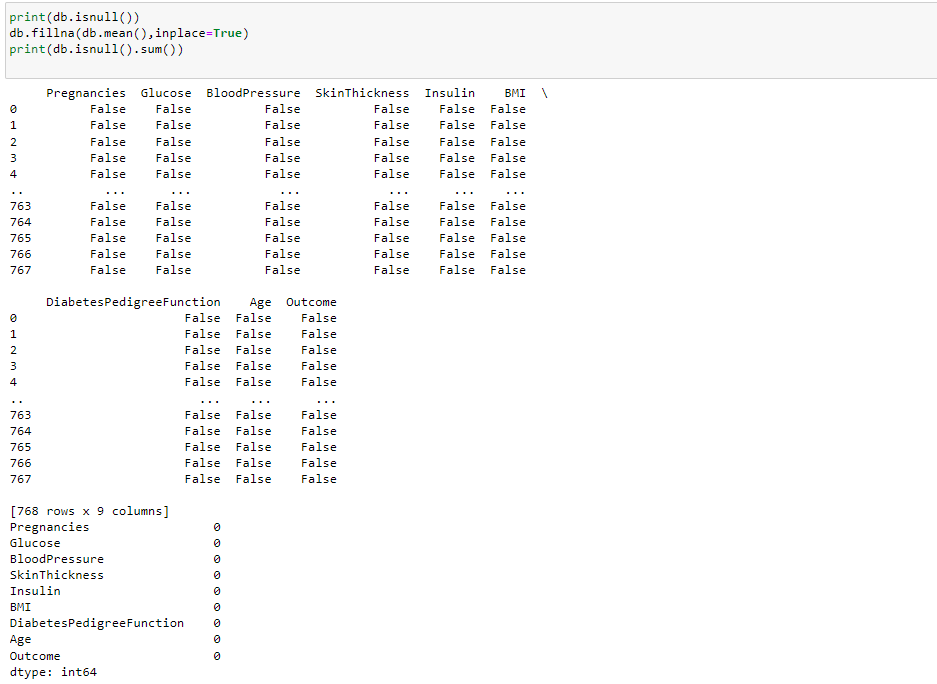 print(db.isnull())
db.fillna(db.mean(),inplace=True)
print(db.isnull().sum())
     Pregnancies  Glucose  BloodPressure  SkinThickness  Insulin    BMI  \
0          False    False          False          False    False  False
1          False    False          False          False    False  False
2          False    False          False          False    False  False
3          False    False          False          False    False  False
4          False    False          False          False    False  False
..           ...      ...            ...            ...      ...    ...
763        False    False          False          False    False  False
764        False    False          False          False    False  False
765        False    False          False          False    False  False
766        False    False          False          False    False  False
767        False    False          False          False    False  False
     DiabetesPedigreeFunction    Age  Outcome
0                       False  False    False
1                       False  False    False
2                       False  False    False
3                       False  False    False
4                       False  False    False
..                        ...    ...      ...
763                     False  False    False
764                     False  False    False
765                     False  False    False
766                     False  False    False
767                     False  False    False
[768 rows x 9 columns]
Pregnancies                 0
Glucose                     0
BloodPressure               0
SkinThickness               0
Insulin                     0
BMI                         0
DiabetesPedigreeFunction    0
Age                         0
Outcome                     0
dtype: int64